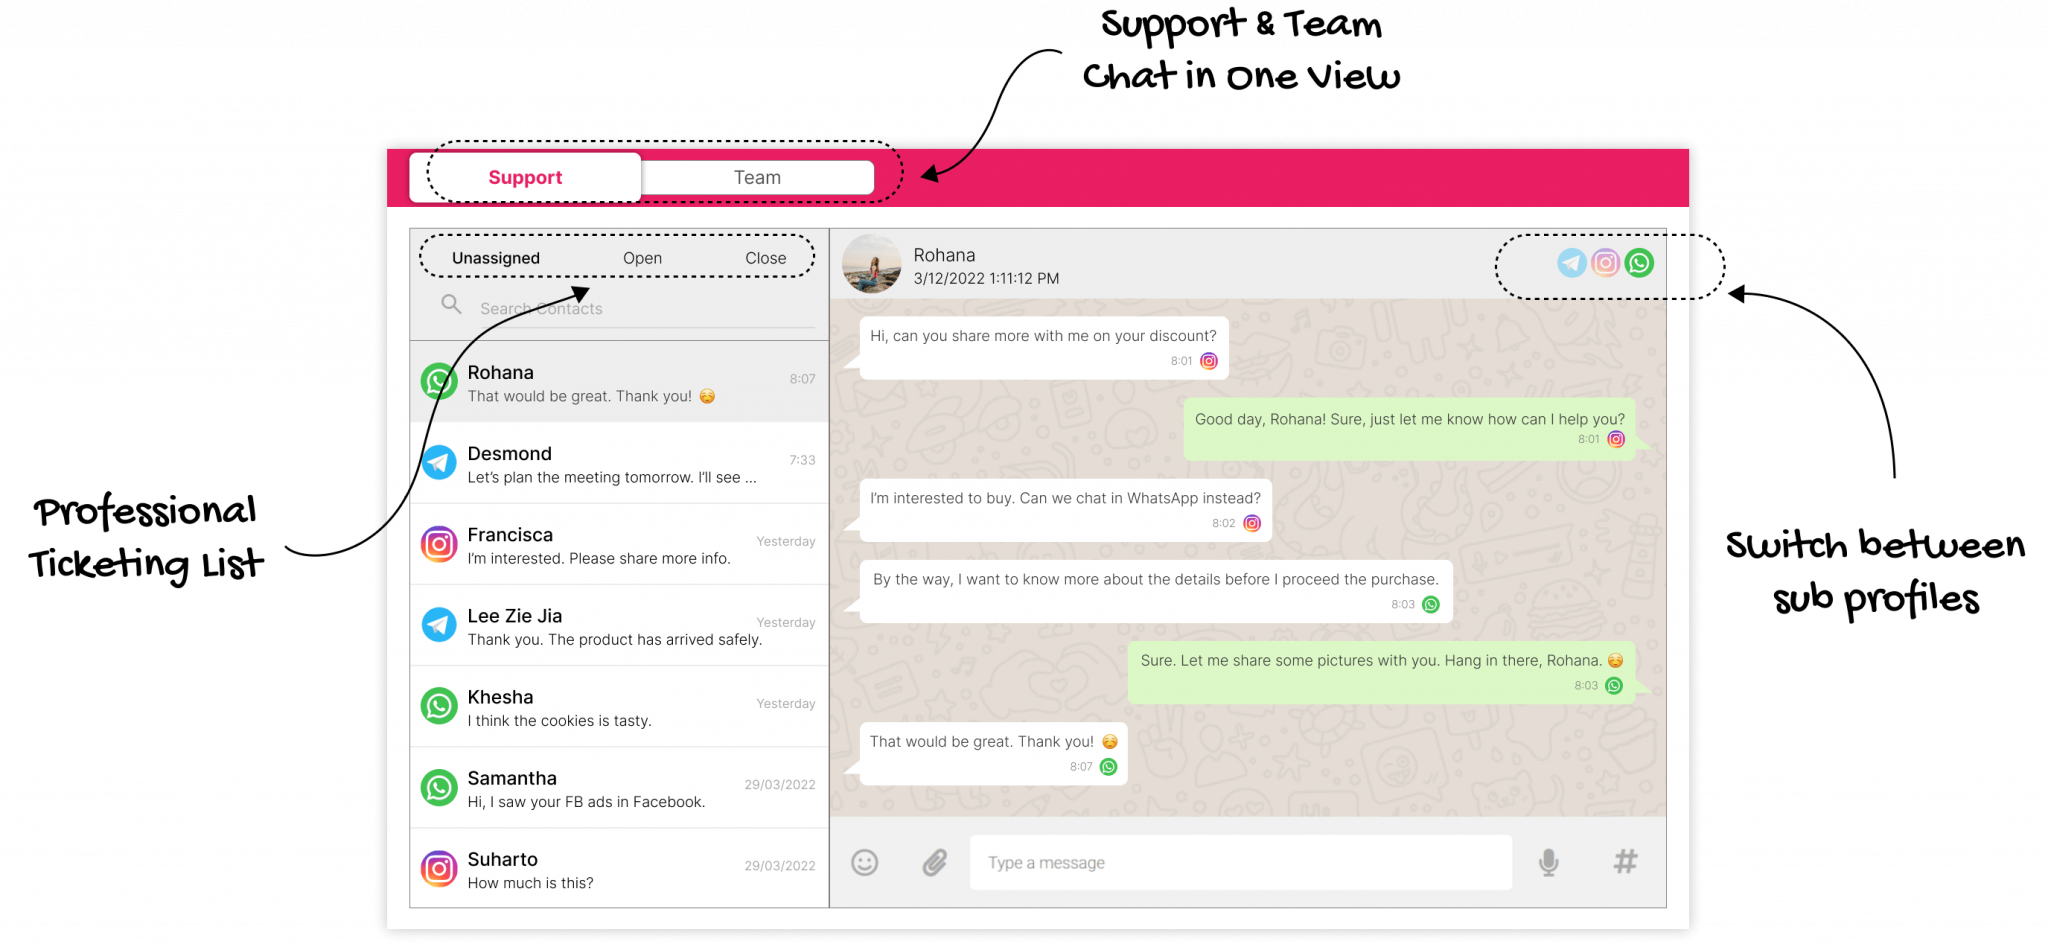 Support & Team
Chat in One View
Support
Team
Unassigned
Open
Close
Search Contacts
Rohana
8:07
That would be great. Thank you! ☺️
Desmond
7:33
Let's plan the meeting tomorrow. I'll see ...
Francisca
Yesterday
I'm interested. Please share more info.
Lee Zie Jia
Yesterday
Thank you. The product has arrived safely.
Khesha
Yesterday
I think the cookies is tasty.
Samantha
29/03/2022
Hi, I saw your FB ads in Facebook.
Suharto
29/03/2022
How much is this?
Rohana
3/12/2022 1:11:12 PM
Hi, can you share more with me on your discount?
8:01
Good day, Rohana! Sure, just let me know how can I help you?
8:01
I'm interested to buy. Can we chat in WhatsApp instead?
8:02
By the way, I want to know more about the details before I proceed the purchase.
8:03
Sure. Let me share some pictures with you. Hang in there, Rohana. ☺️
8:03
That would be great. Thank you! ☺️
8:07
Type a message
#
Professional
Ticketing List
Switch between
sub profiles